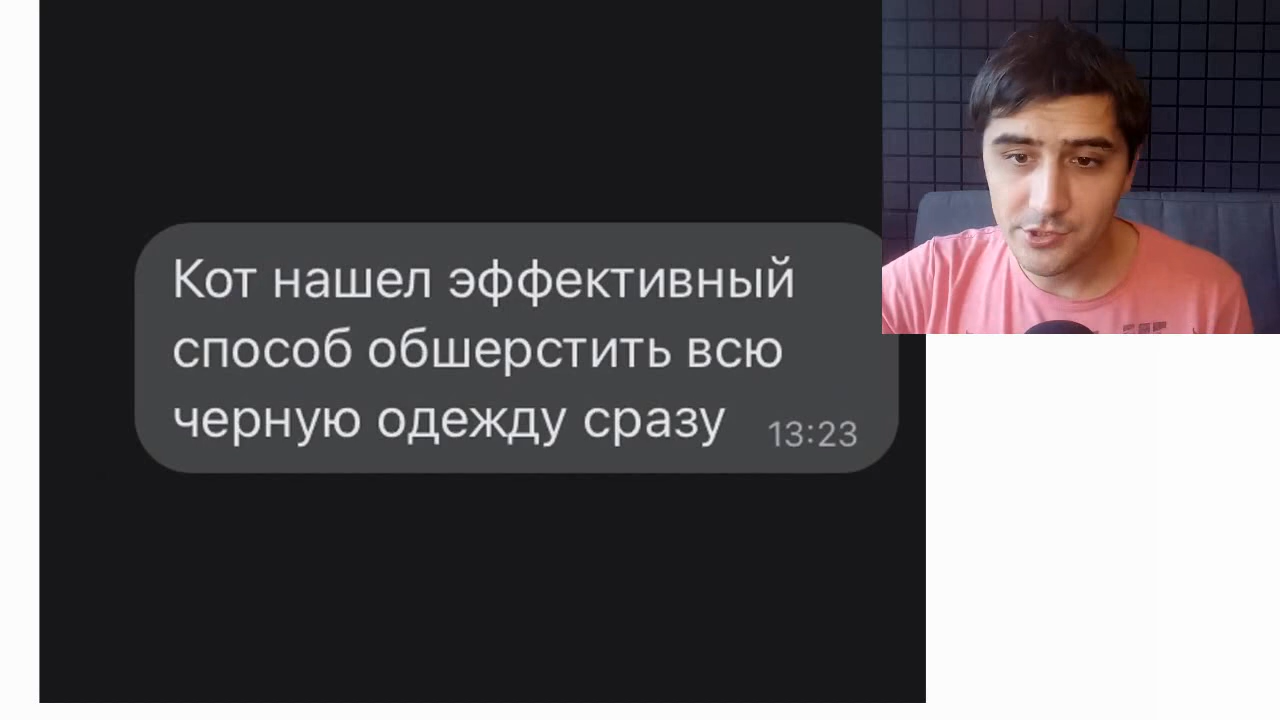 Кот нашел эффективный
способ обшерстить всю
черную одежду сразу
13:23